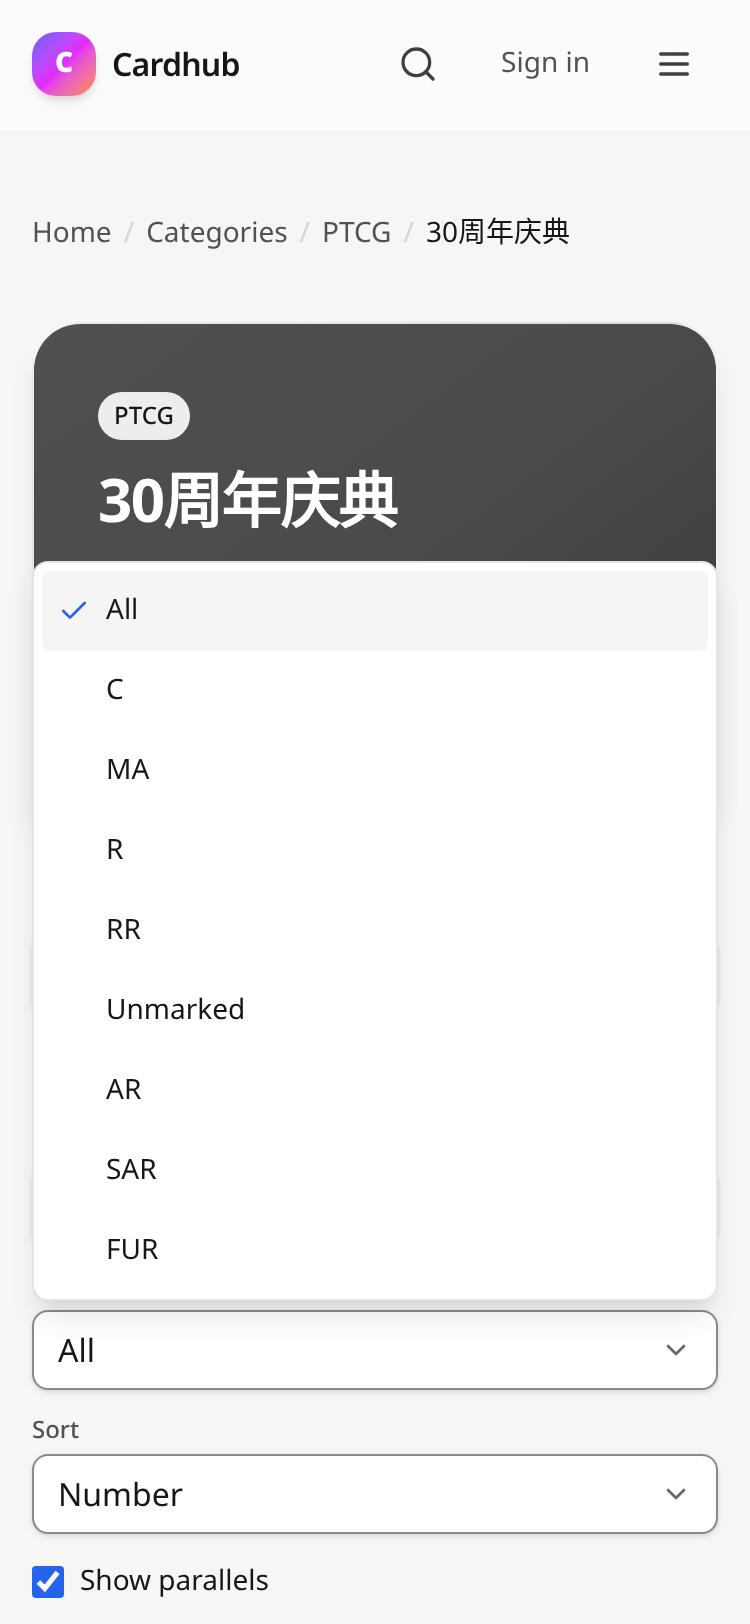 C Cardhub Sign in
Home / Categories / PTCG / 30周年庆典
PTCG
30周年庆典
All
C
MA
R
RR
Unmarked
AR
SAR
FUR
All
Sort
Number
Show parallels